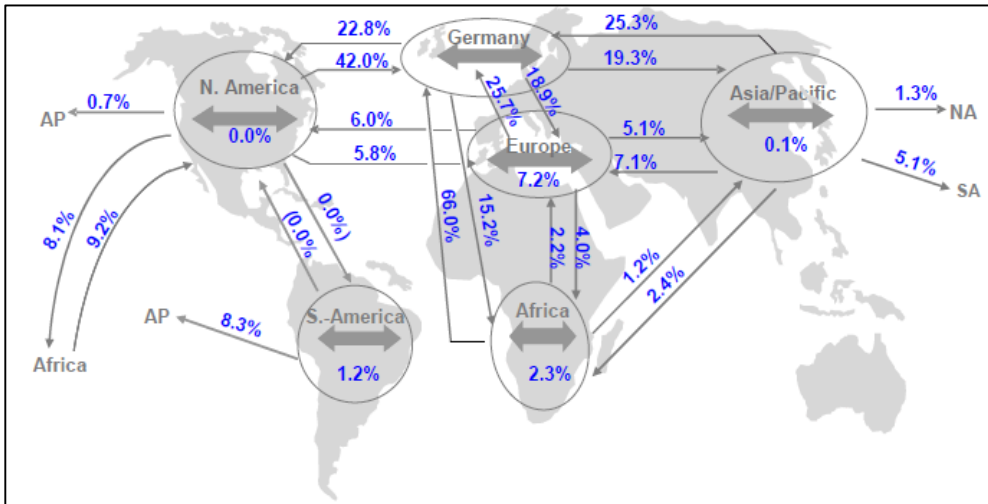 22.8%
Germany
25.3%
42.0%
19.3%
N. America
0.0%
0.7%
AP
25.7%
18.9%
Asia/Pacific
0.1%
1.3%
NA
6.0%
5.8%
Europe
7.2%
5.1%
7.1%
5.1%
SA
8.1%
9.2%
(0.0%
0.0%)
66.0%
15.2%
2.2%
4.0%
1.2%
2.4%
AP
8.3%
S.-America
1.2%
Africa
2.3%
Africa